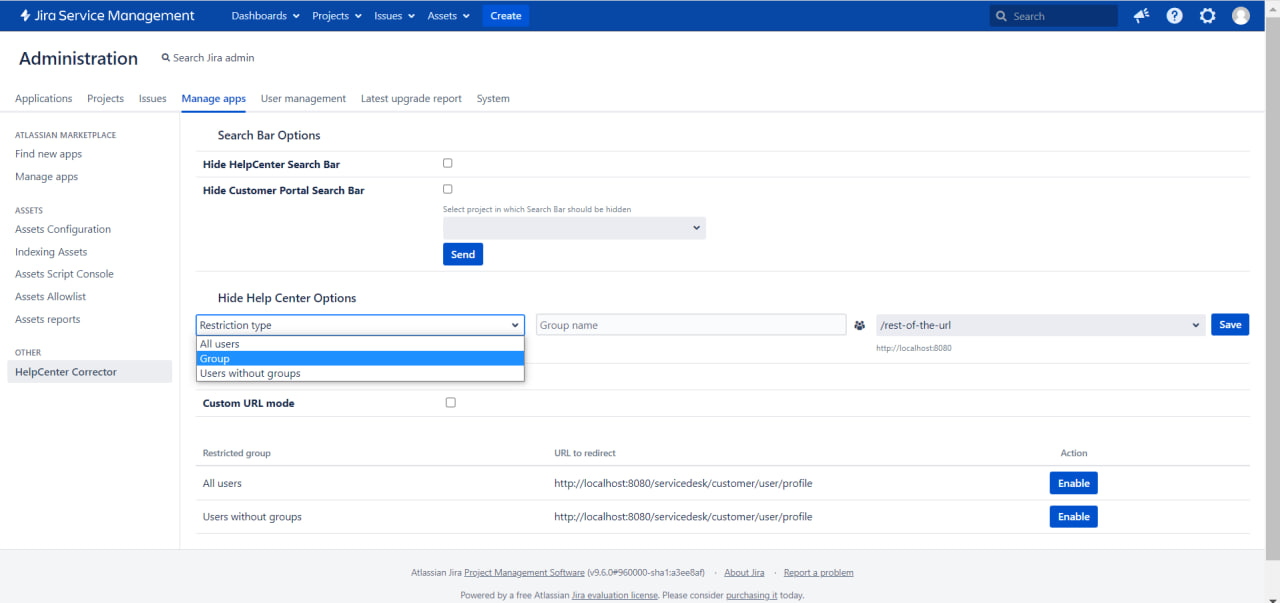 Jira Service Management Dashboards Projects Issues Assets Create Search
Administration Search Jira admin
Applications Projects Issues Manage apps User management Latest upgrade report System
ATLASSIAN MARKETPLACE
Find new apps
Manage apps
ASSETS
Assets Configuration
Indexing Assets
Assets Script Console
Assets Allowlist
Assets reports
OTHER
HelpCenter Corrector
Search Bar Options
Hide HelpCenter Search Bar
Hide Customer Portal Search Bar
Select project in which Search Bar should be hidden
Send
Hide Help Center Options
Restriction type Group name /rest-of-the-url Save
http://localhost:8080
All users
Group
Users without groups
Custom URL mode
Restricted group URL to redirect Action
All users http://localhost:8080/servicedesk/customer/user/profile Enable
Users without groups http://localhost:8080/servicedesk/customer/user/profile Enable
Atlassian Jira Project Management Software (v9.6.0#960000-sha1:a3ee8af) · About Jira · Report a problem
Powered by a free Atlassian Jira evaluation license. Please consider purchasing it today.